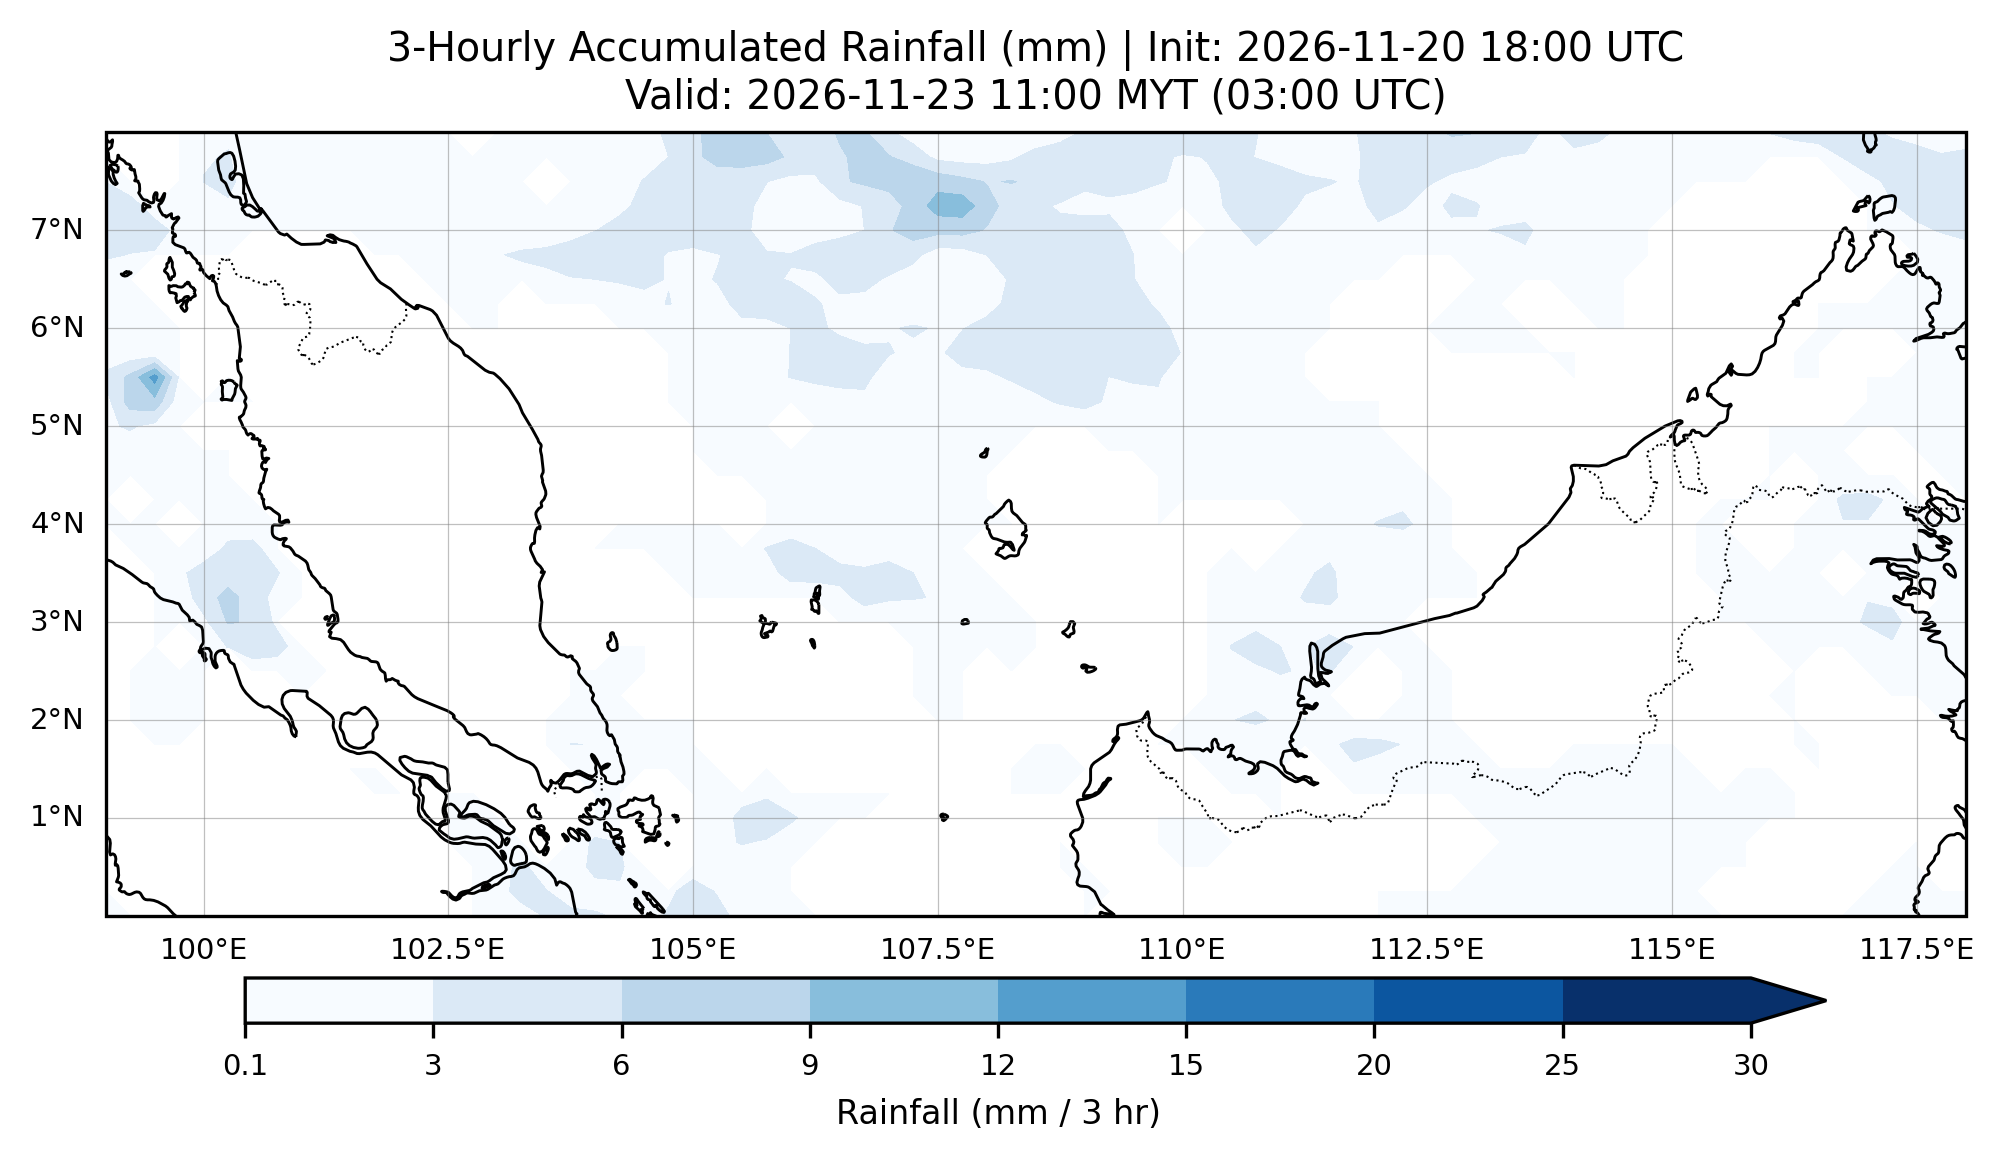 3-Hourly Accumulated Rainfall (mm) | Init: 2026-11-20 18:00 UTC
Valid: 2026-11-23 11:00 MYT (03:00 UTC)
7°N
6°N
5°N
4°N
3°N
2°N
1°N
100°E 102.5°E 105°E 107.5°E 110°E 112.5°E 115°E 117.5°E
0.1 3 6 9 12 15 20 25 30
Rainfall (mm / 3 hr)